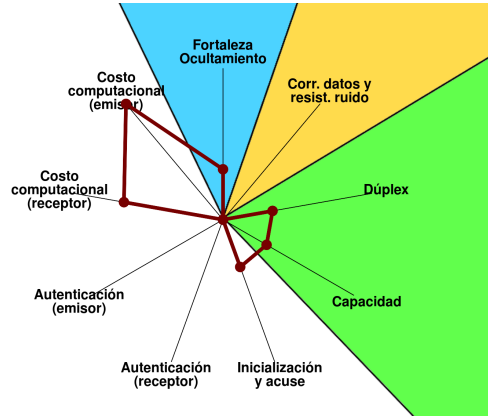 Fortaleza
Ocultamiento
Costo
computacional
(emisor)
Corr. datos y
resist. ruido
Costo
computacional
(receptor)
Dúplex
Autenticación
(emisor)
Capacidad
Autenticación
(receptor)
Inicialización
y acuse